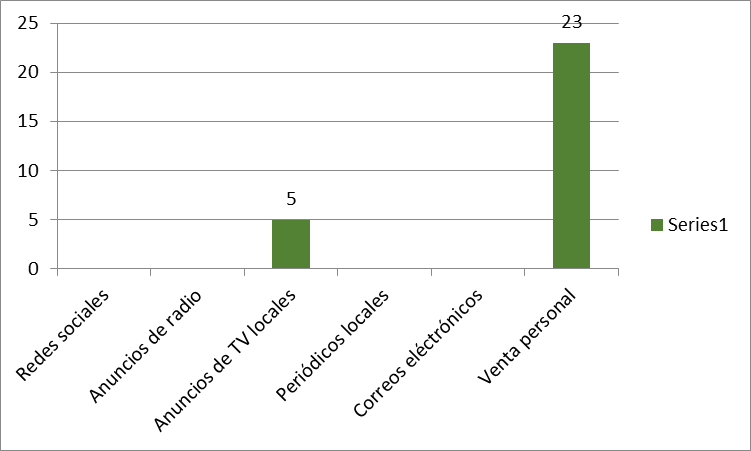 25
20
15
10
5
0
5
23
Redes sociales
Anuncios de radio
Anuncios de TV locales
Periódicos locales
Correos eléctrónicos
Venta personal
Series1